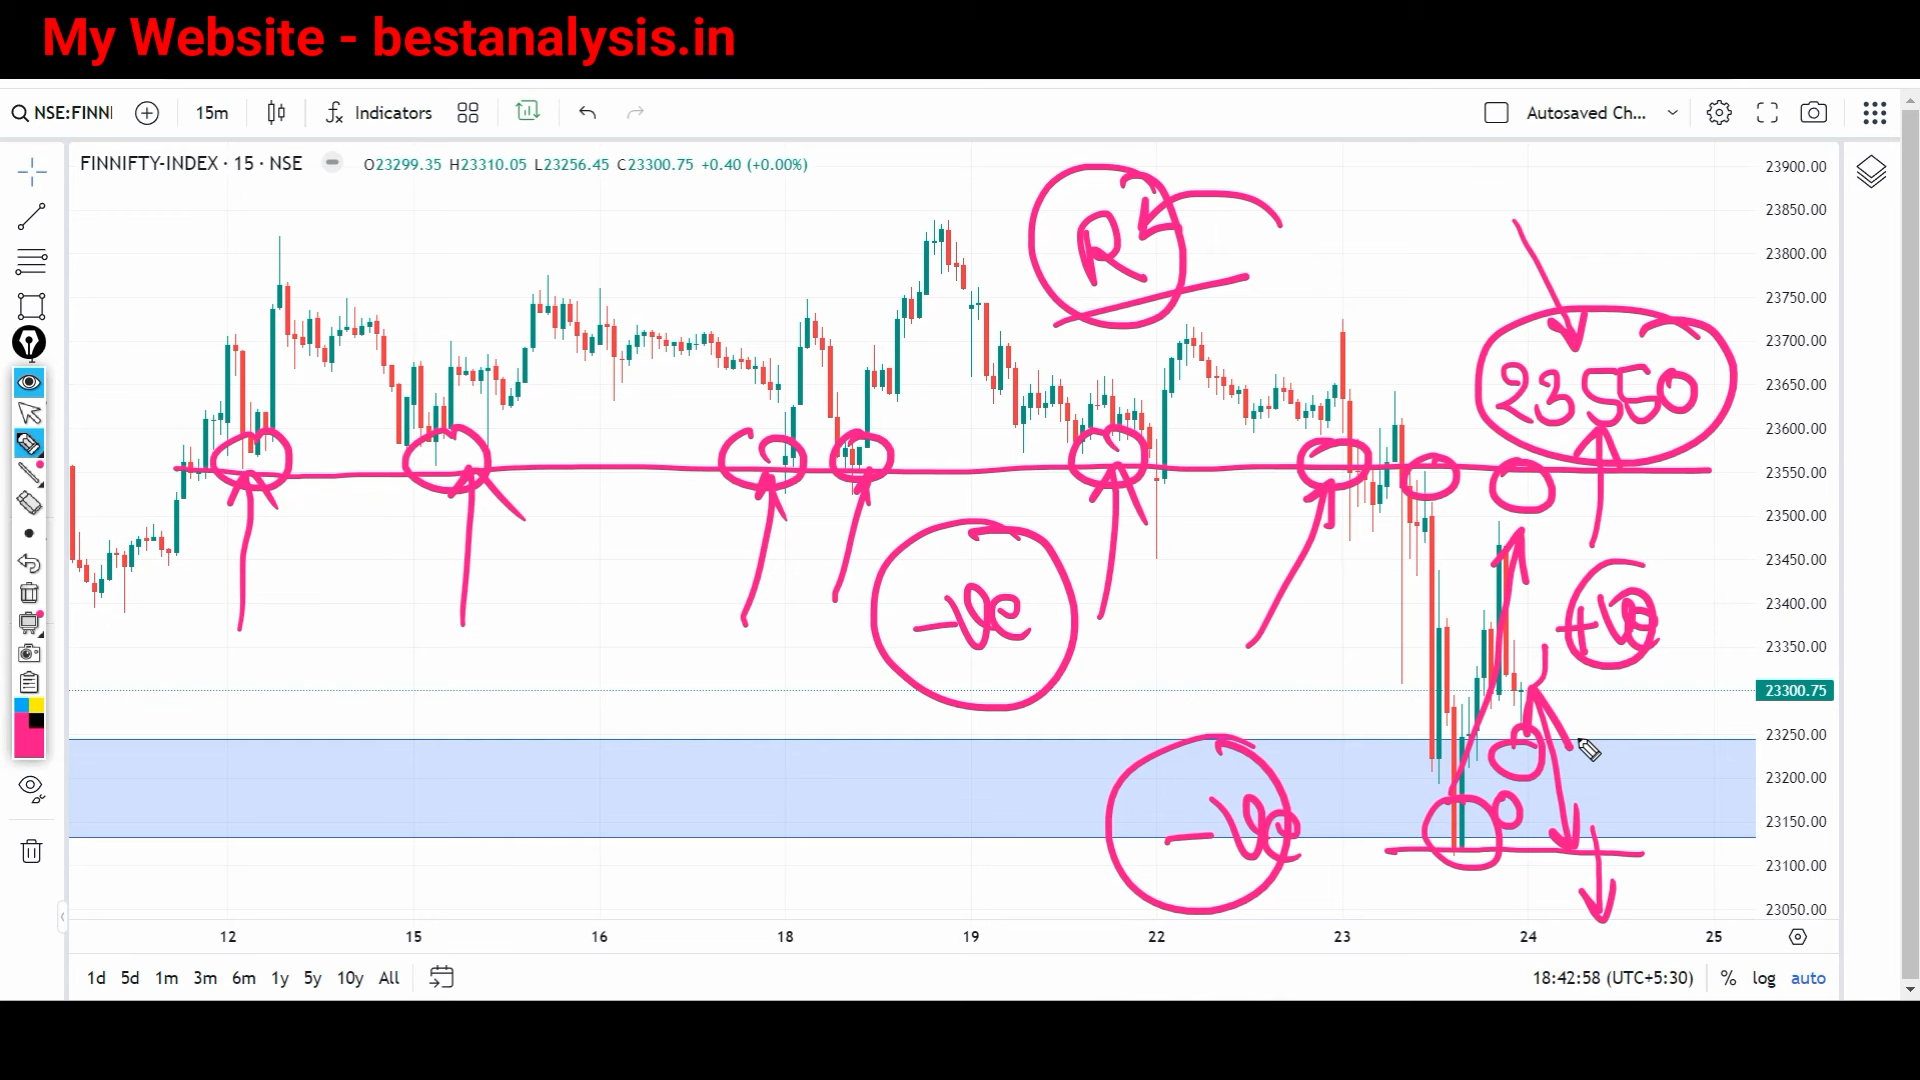 My Website - bestanalysis.in
NSE:FINNI
15m
Indicators
Autosaved Ch...
FINNIFTY-INDEX · 15 · NSE
O23299.35 H23310.05 L23256.45 C23300.75 +0.40 (+0.00%)
R
23550
-Ve
+Ve
-Ve
23900.00
23850.00
23800.00
23750.00
23700.00
23650.00
23600.00
23550.00
23500.00
23450.00
23400.00
23350.00
23300.75
23250.00
23200.00
23150.00
23100.00
23050.00
12 15 16 18 19 22 23 24 25
1d 5d 1m 3m 6m 1y 5y 10y All
18:42:58 (UTC+5:30) % log auto